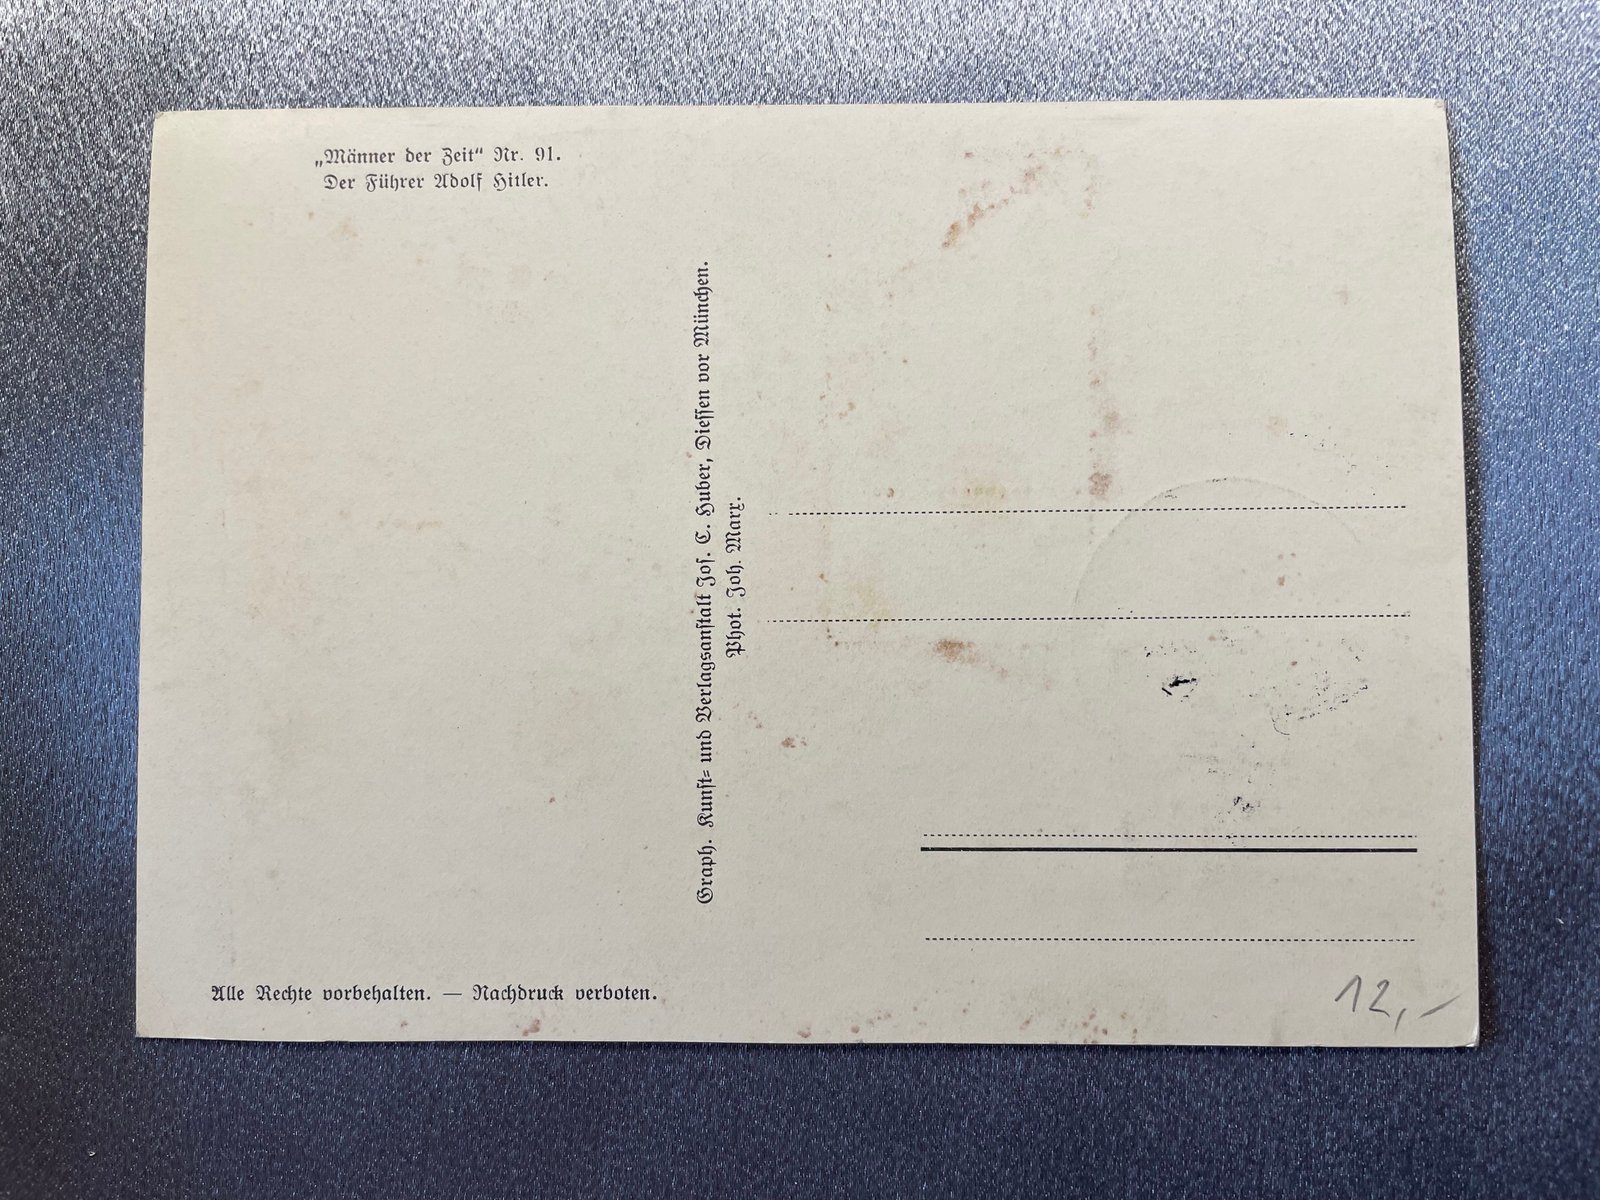 „Männer der Zeit“ Nr. 91.
Der Führer Adolf Hitler.
Graph. Kunst- und Verlagsanstalt Jos. C. Huber, Diessen vor München.
Phot. Joh. Marx.
Alle Rechte vorbehalten. — Nachdruck verboten.
12,-